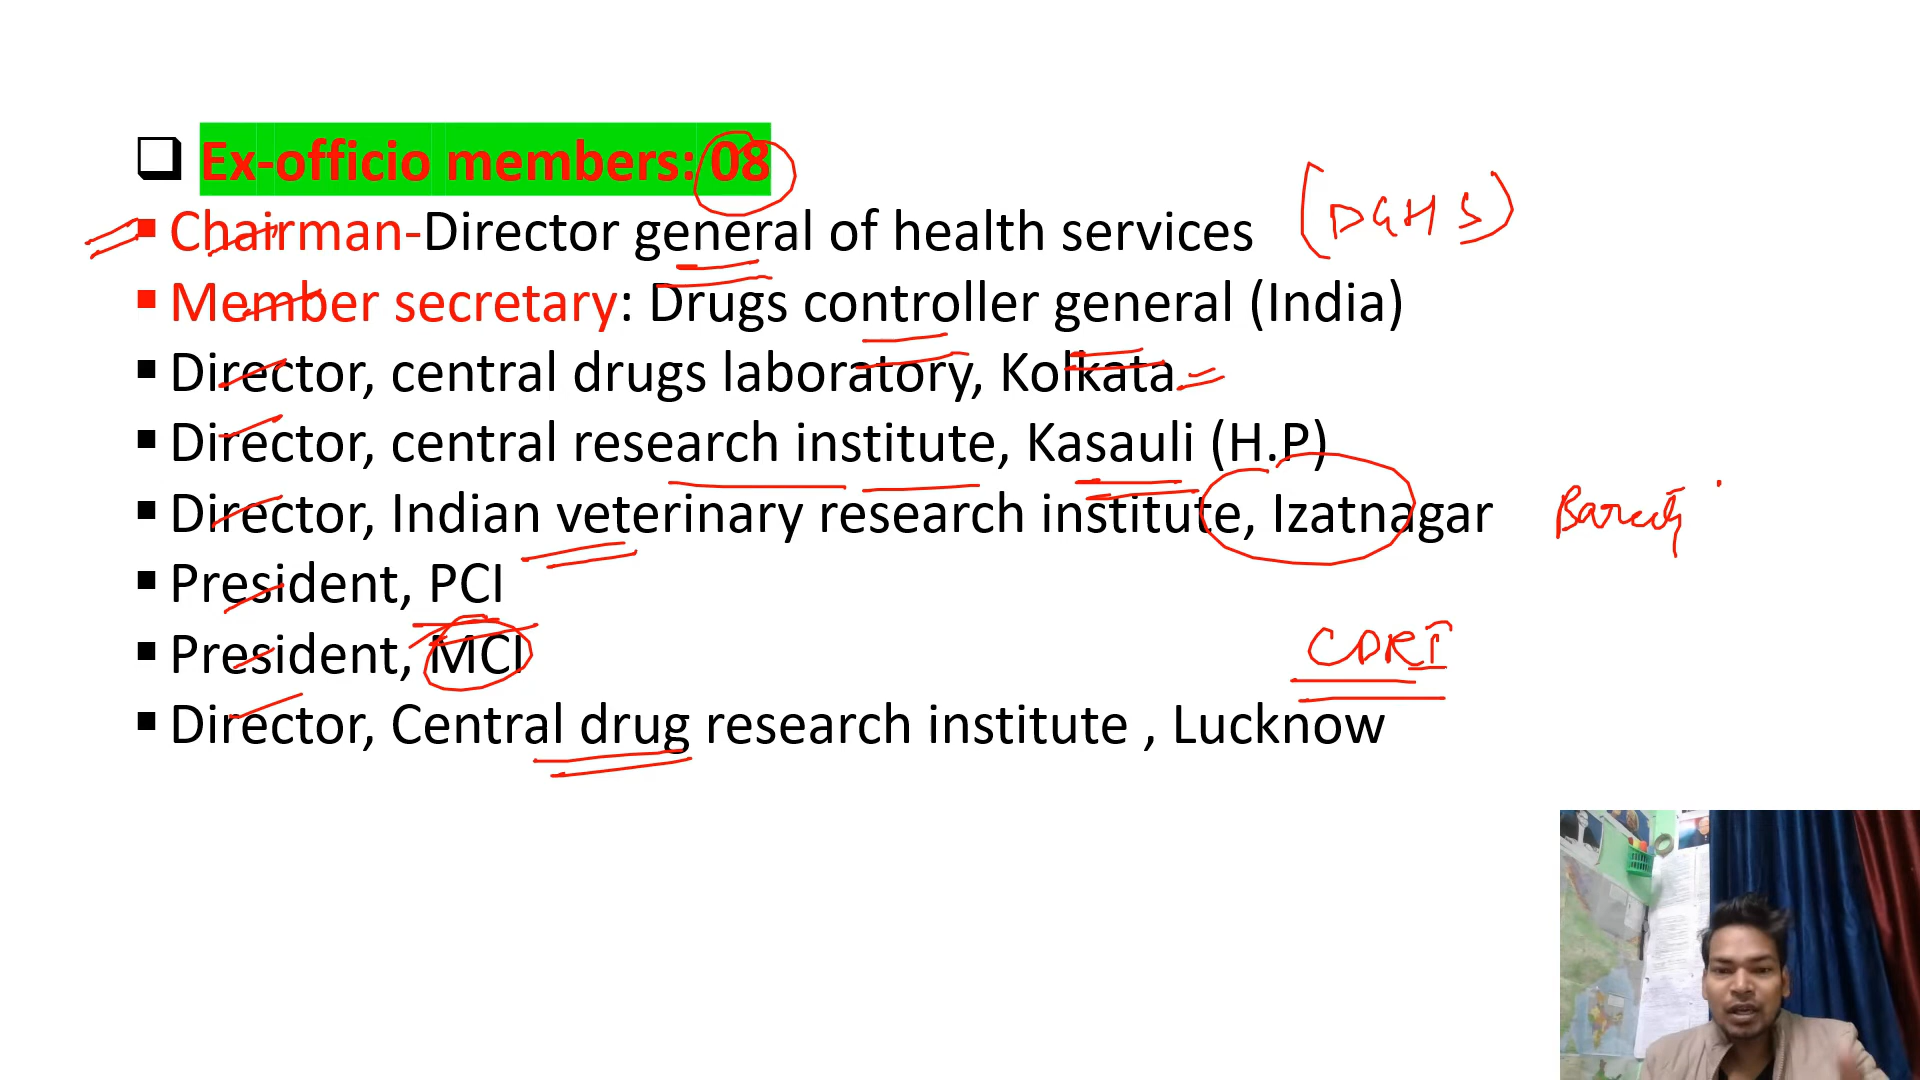 Ex-officio members: 08
Chairman-Director general of health services (DGHS)
Member secretary: Drugs controller general (India)
Director, central drugs laboratory, Kolkata
Director, central research institute, Kasauli (H.P)
Director, Indian veterinary research institute, Izatnagar
President, PCI
President, MCI
CDRI
Director, Central drug research institute , Lucknow